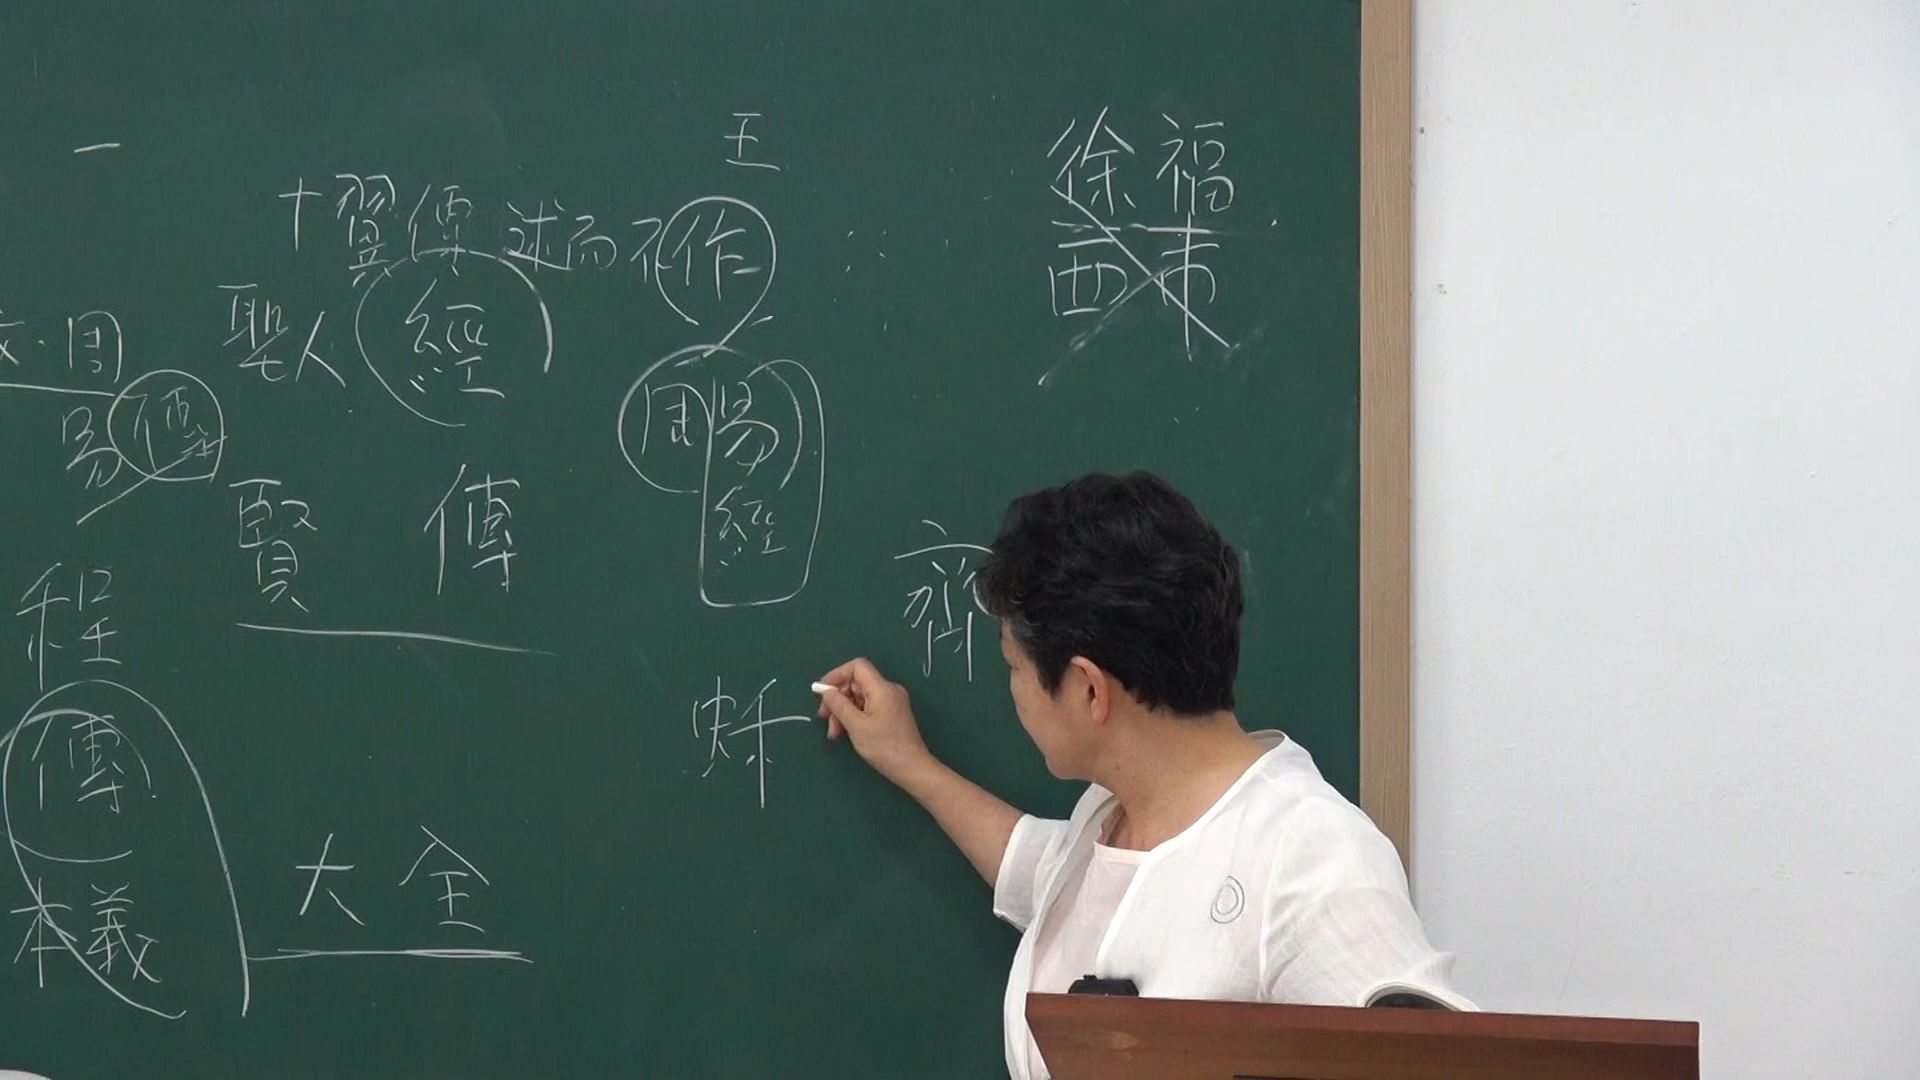 一
王
徐福
十翼傳 述而不作
市
周
聖人 經
周易
易傳
經
賢 傳
齊
程
傳
大全
本義